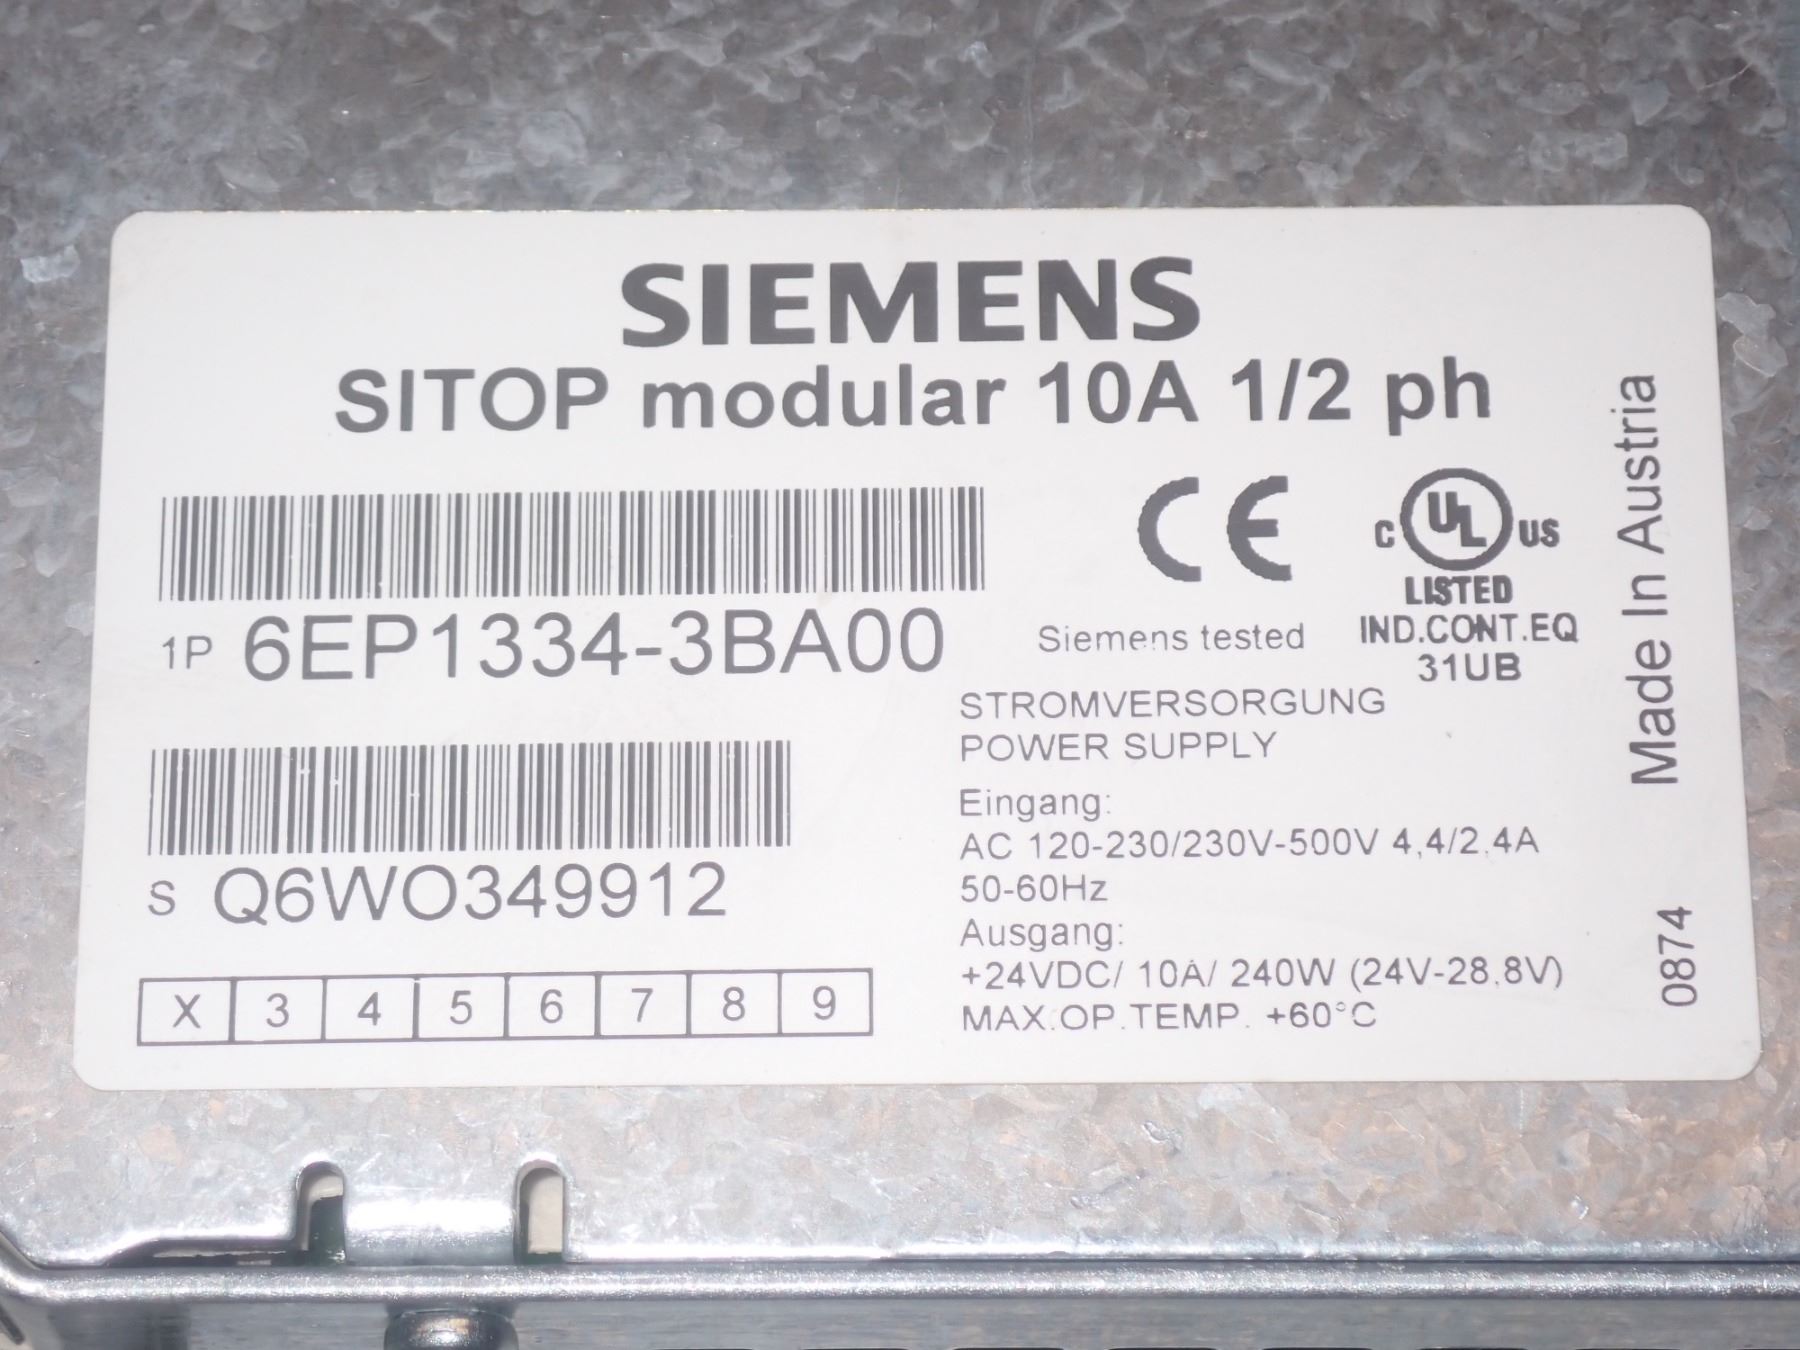 SIEMENS
SITOP modular 10A 1/2 ph
1P 6EP1334-3BA00
S Q6WO349912
X 3 4 5 6 7 8 9
CE
C UL US
LISTED
IND.CONT.EQ
31UB
Siemens tested
STROMVERSORGUNG
POWER SUPPLY
Eingang:
AC 120-230/230V-500V 4,4/2,4A
50-60Hz
Ausgang:
+24VDC/ 10A/ 240W (24V-28,8V)
MAX.OP.TEMP. +60°C
Made In Austria
0874